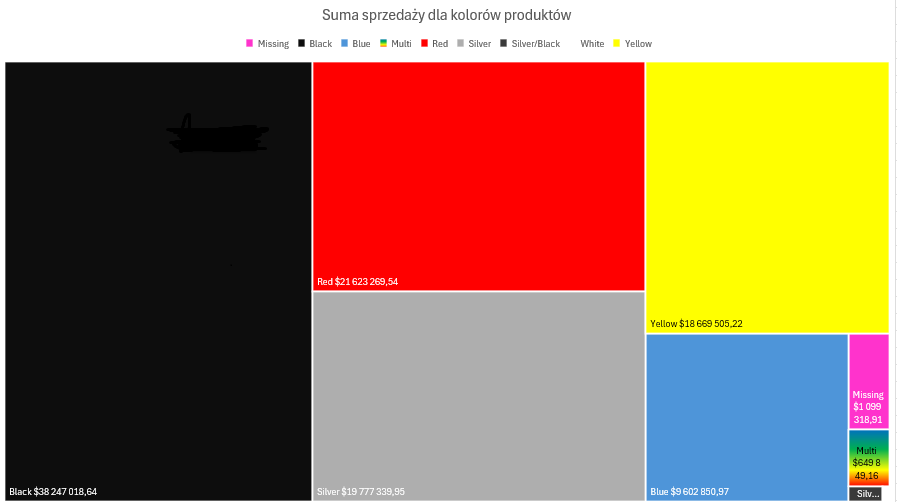 Suma sprzedaży dla kolorów produktów
Missing Black Blue Multi Red Silver Silver/Black White Yellow
Black $38 247 018,64
Red $21 623 269,54
Silver $19 777 339,95
Yellow $18 669 505,22
Blue $9 602 850,97
Missing
$1 099
318,91
Multi
$649 8
49,16
Silv...